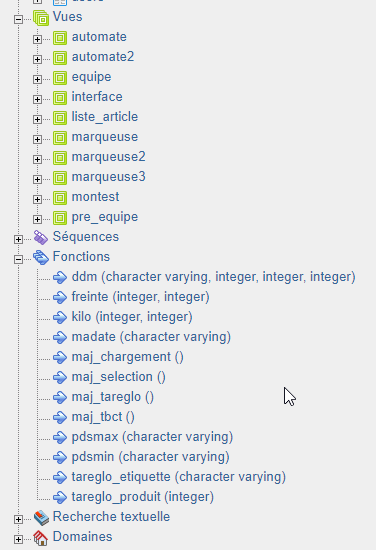 users
Vues
automate
automate2
equipe
interface
liste_article
marqueuse
marqueuse2
marqueuse3
montest
pre_equipe
Séquences
Fonctions
ddm (character varying, integer, integer, integer)
freinte (integer, integer)
kilo (integer, integer)
madate (character varying)
maj_chargement ()
maj_selection ()
maj_tareglo ()
maj_tbct ()
pdsmax (character varying)
pdsmin (character varying)
tareglo_etiquette (character varying)
tareglo_produit (integer)
Recherche textuelle
Domaines